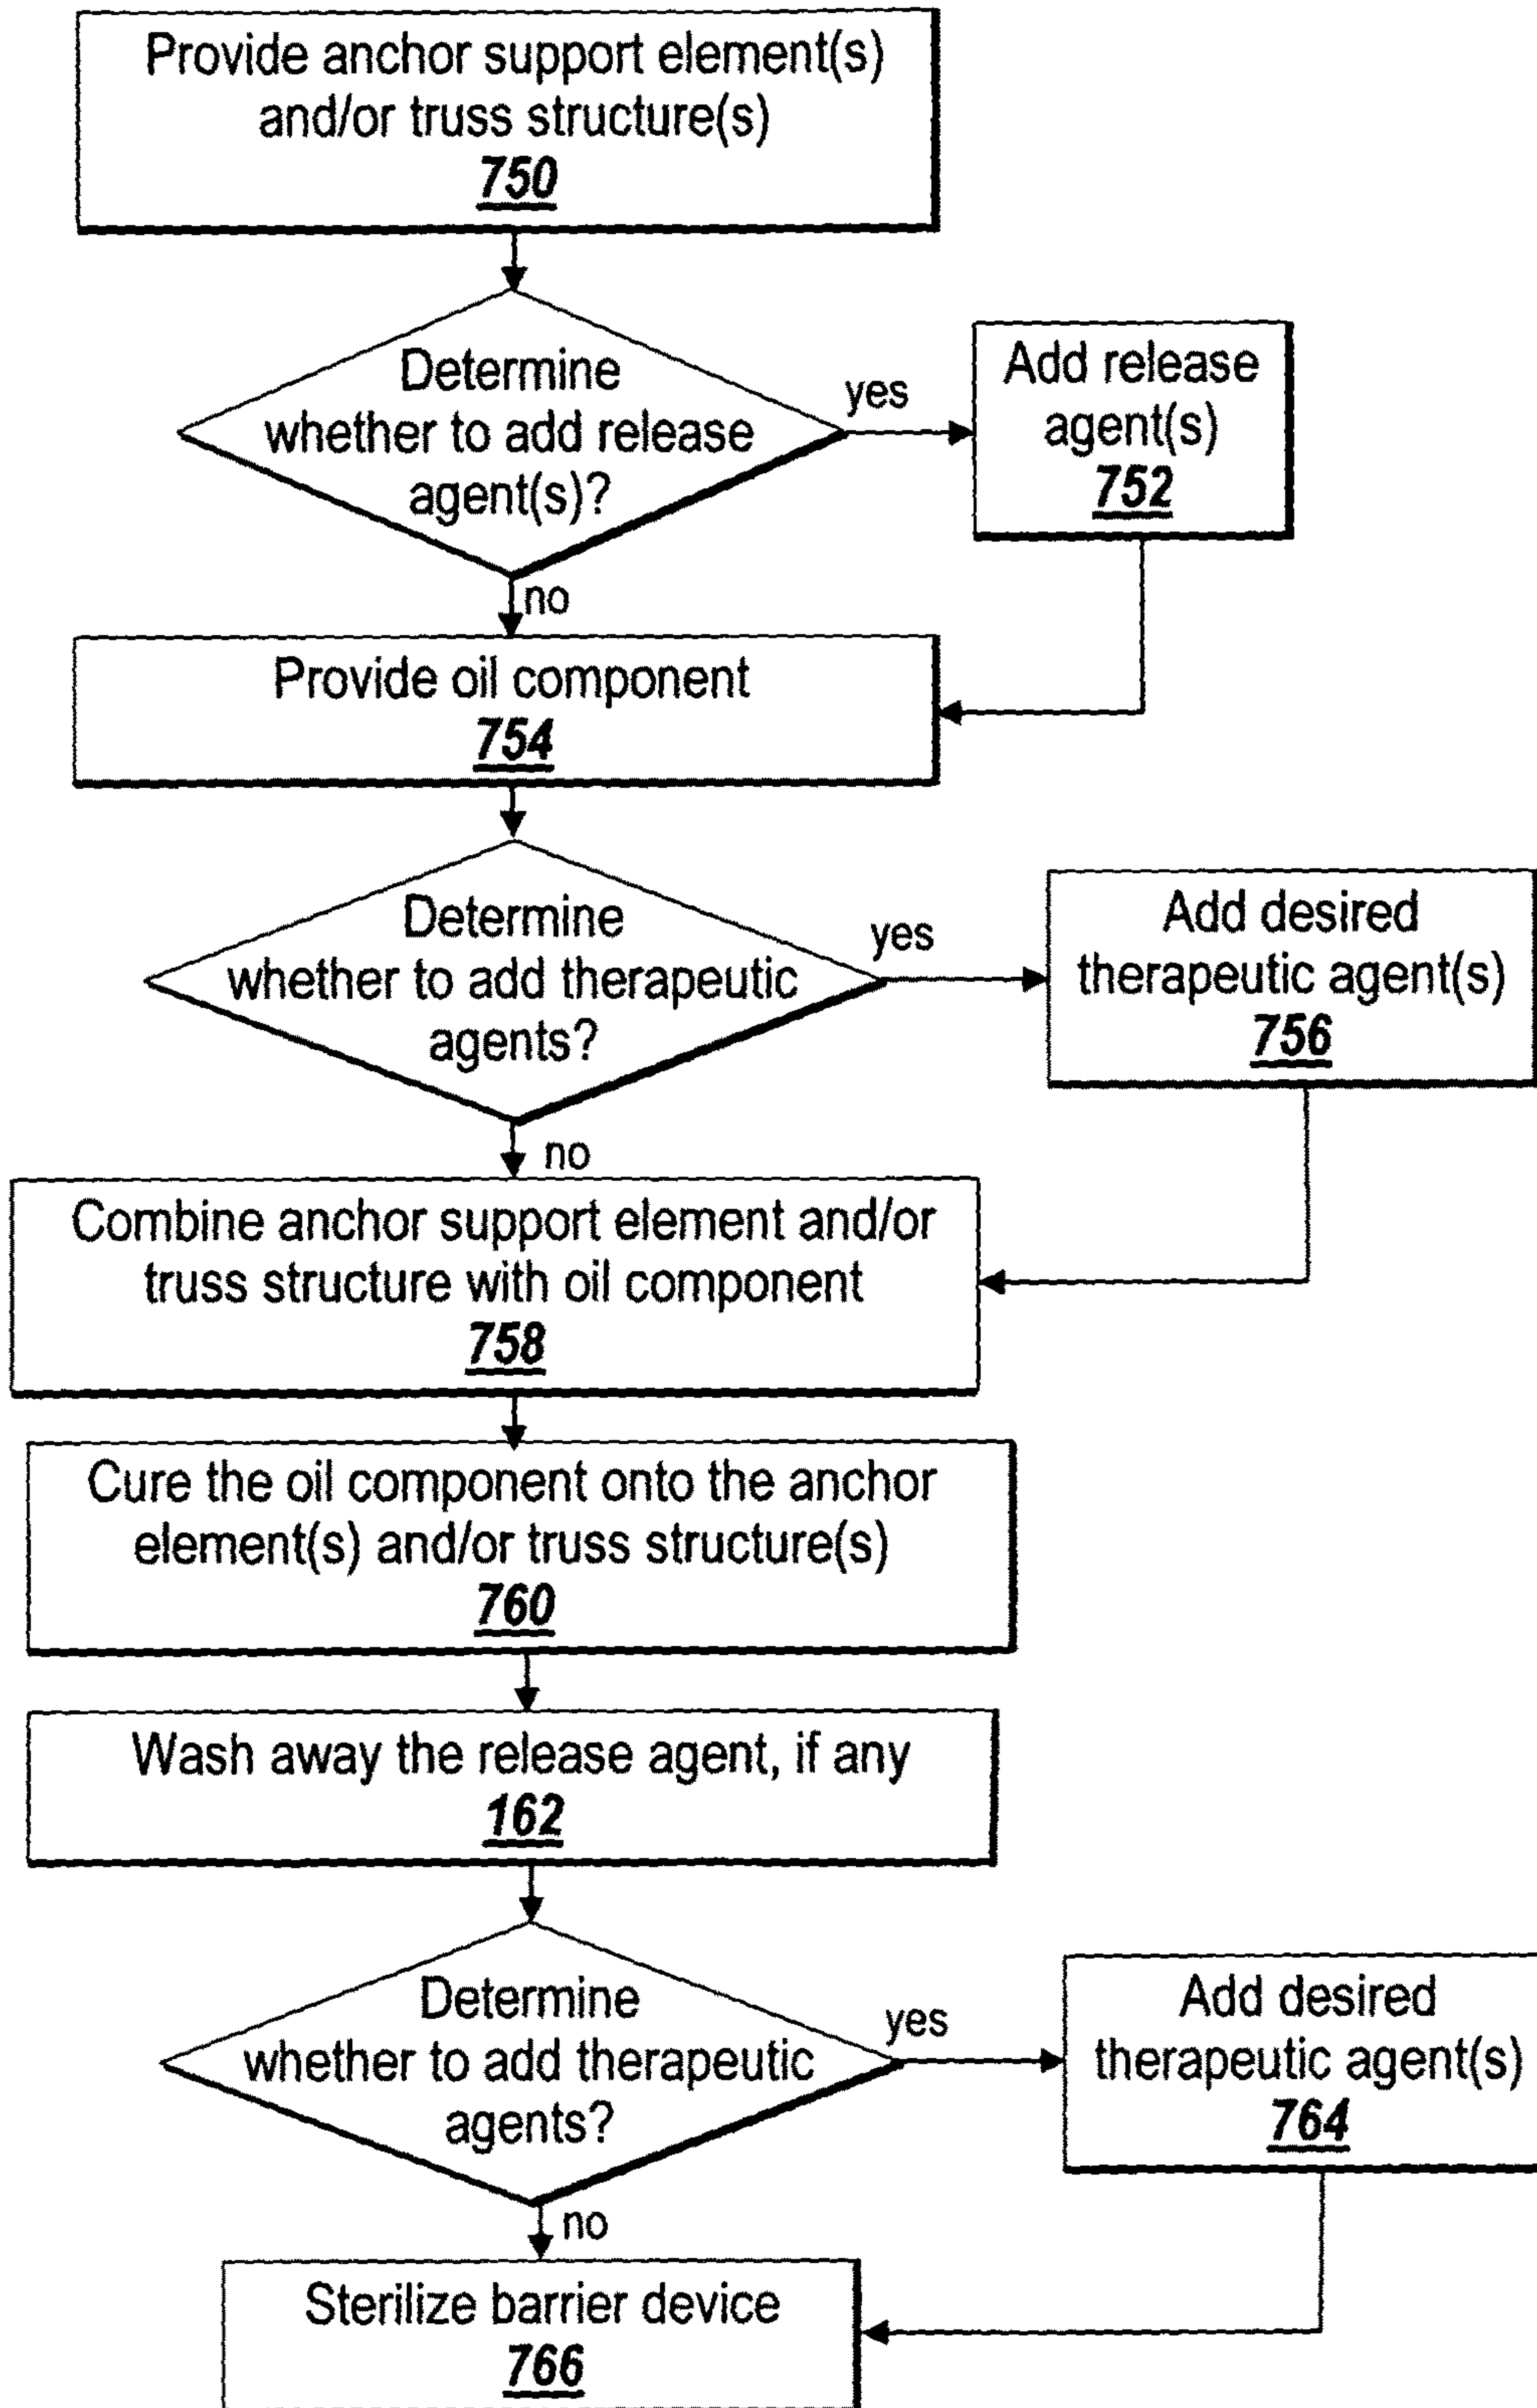 Provide anchor support element(s)
and/or truss structure(s)
750
Determine
whether to add release
agent(s)?
yes
Add release
agent(s)
752
no
Provide oil component
754
Determine
whether to add therapeutic
agents?
yes
Add desired
therapeutic agent(s)
756
no
Combine anchor support element and/or
truss structure with oil component
758
Cure the oil component onto the anchor
element(s) and/or truss structure(s)
760
Wash away the release agent, if any
162
Determine
whether to add therapeutic
agents?
yes
Add desired
therapeutic agent(s)
764
no
Sterilize barrier device
766